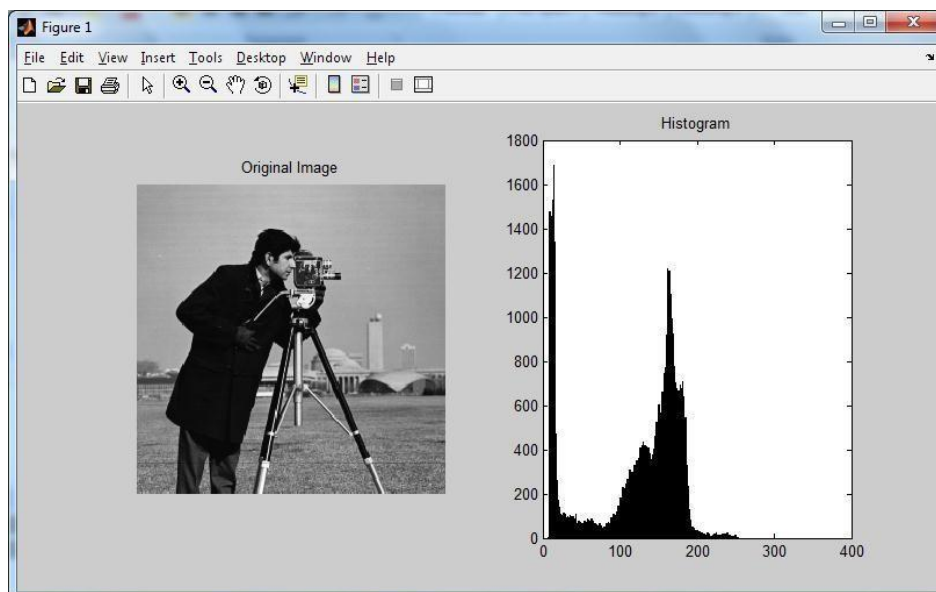 Figure 1
File Edit View Insert Tools Desktop Window Help
Original Image
Histogram
1800
1600
1400
1200
1000
800
600
400
200
0
0 100 200 300 400